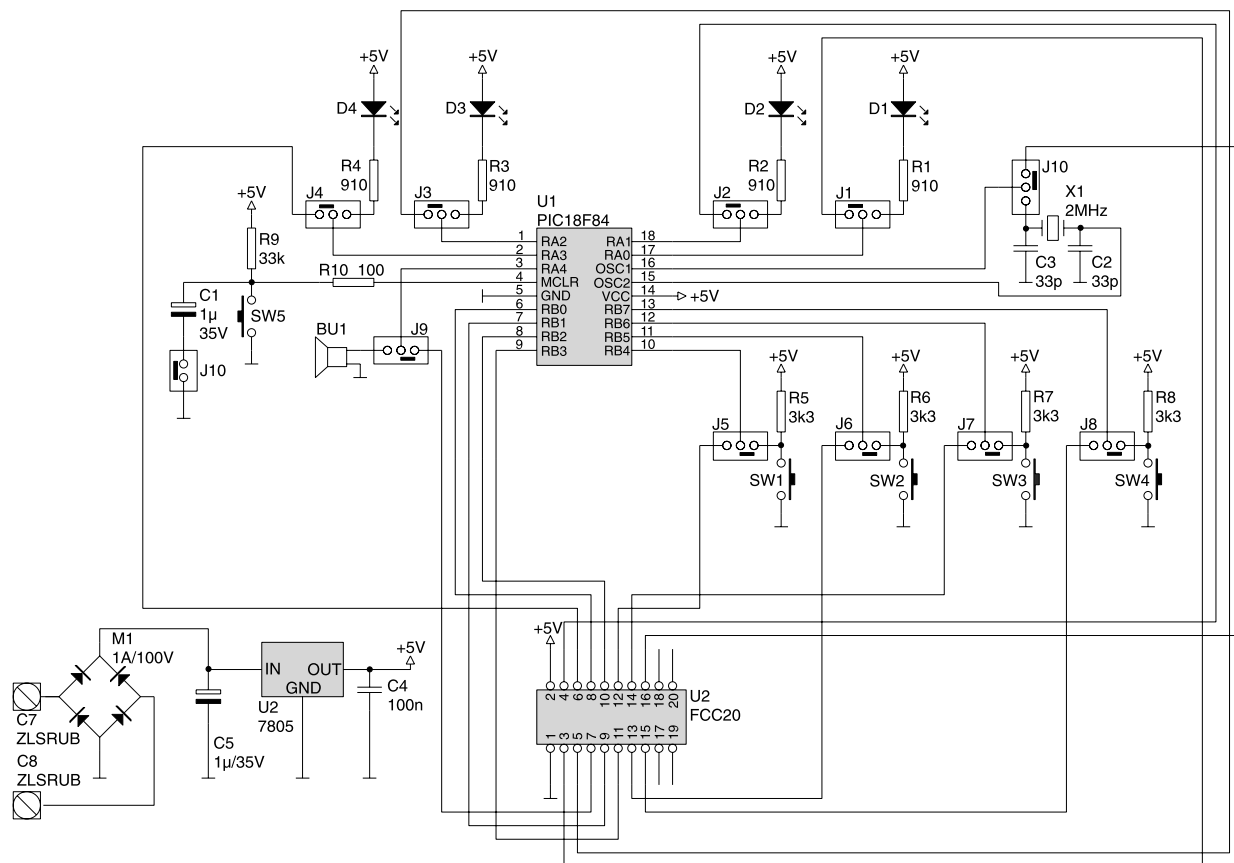 +5V
+5V
+5V
+5V
D4
D3
D2
D1
R4
910
R3
910
R2
910
R1
910
J10
X1
2MHz
+5V
J4
J3
J2
J1
U1
PIC18F84
R9
33k
1 RA2 RA1 18
2 RA3 RA0 17
3 RA4 OSC1 16
4 MCLR OSC2 15
5 GND VCC 14
6 RB0 RB7 13
7 RB1 RB6 12
8 RB2 RB5 11
9 RB3 RB4 10
+5V
R10 100
C3
33p
C2
33p
C1
1µ
35V
SW5
J10
BU1
J9
+5V
+5V
+5V
+5V
R5
3k3
R6
3k3
R7
3k3
R8
3k3
J5
J6
J7
J8
SW1
SW2
SW3
SW4
M1
1A/100V
IN OUT
GND
U2
7805
+5V
C4
100n
C5
1µ/35V
C7
ZLSRUB
C8
ZLSRUB
+5V
2 4 6 8 10 12 14 16 18 20
1 3 5 7 9 11 13 15 17 19
U2
FCC20